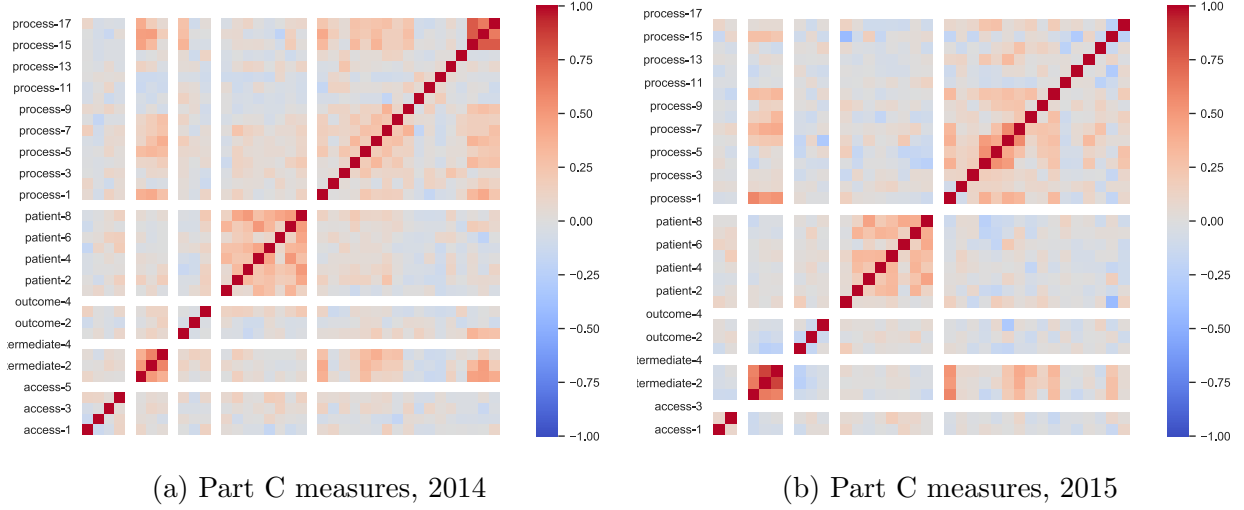 process-17
process-15
process-13
process-11
process-9
process-7
process-5
process-3
process-1
patient-8
patient-6
patient-4
patient-2
outcome-4
outcome-2
termediate-4
termediate-2
access-5
access-3
access-1
1.00
0.75
0.50
0.25
0.00
−0.25
−0.50
−0.75
−1.00
(a) Part C measures, 2014
process-17
process-15
process-13
process-11
process-9
process-7
process-5
process-3
process-1
patient-8
patient-6
patient-4
patient-2
outcome-4
outcome-2
termediate-4
termediate-2
access-3
access-1
1.00
0.75
0.50
0.25
0.00
−0.25
−0.50
−0.75
−1.00
(b) Part C measures, 2015